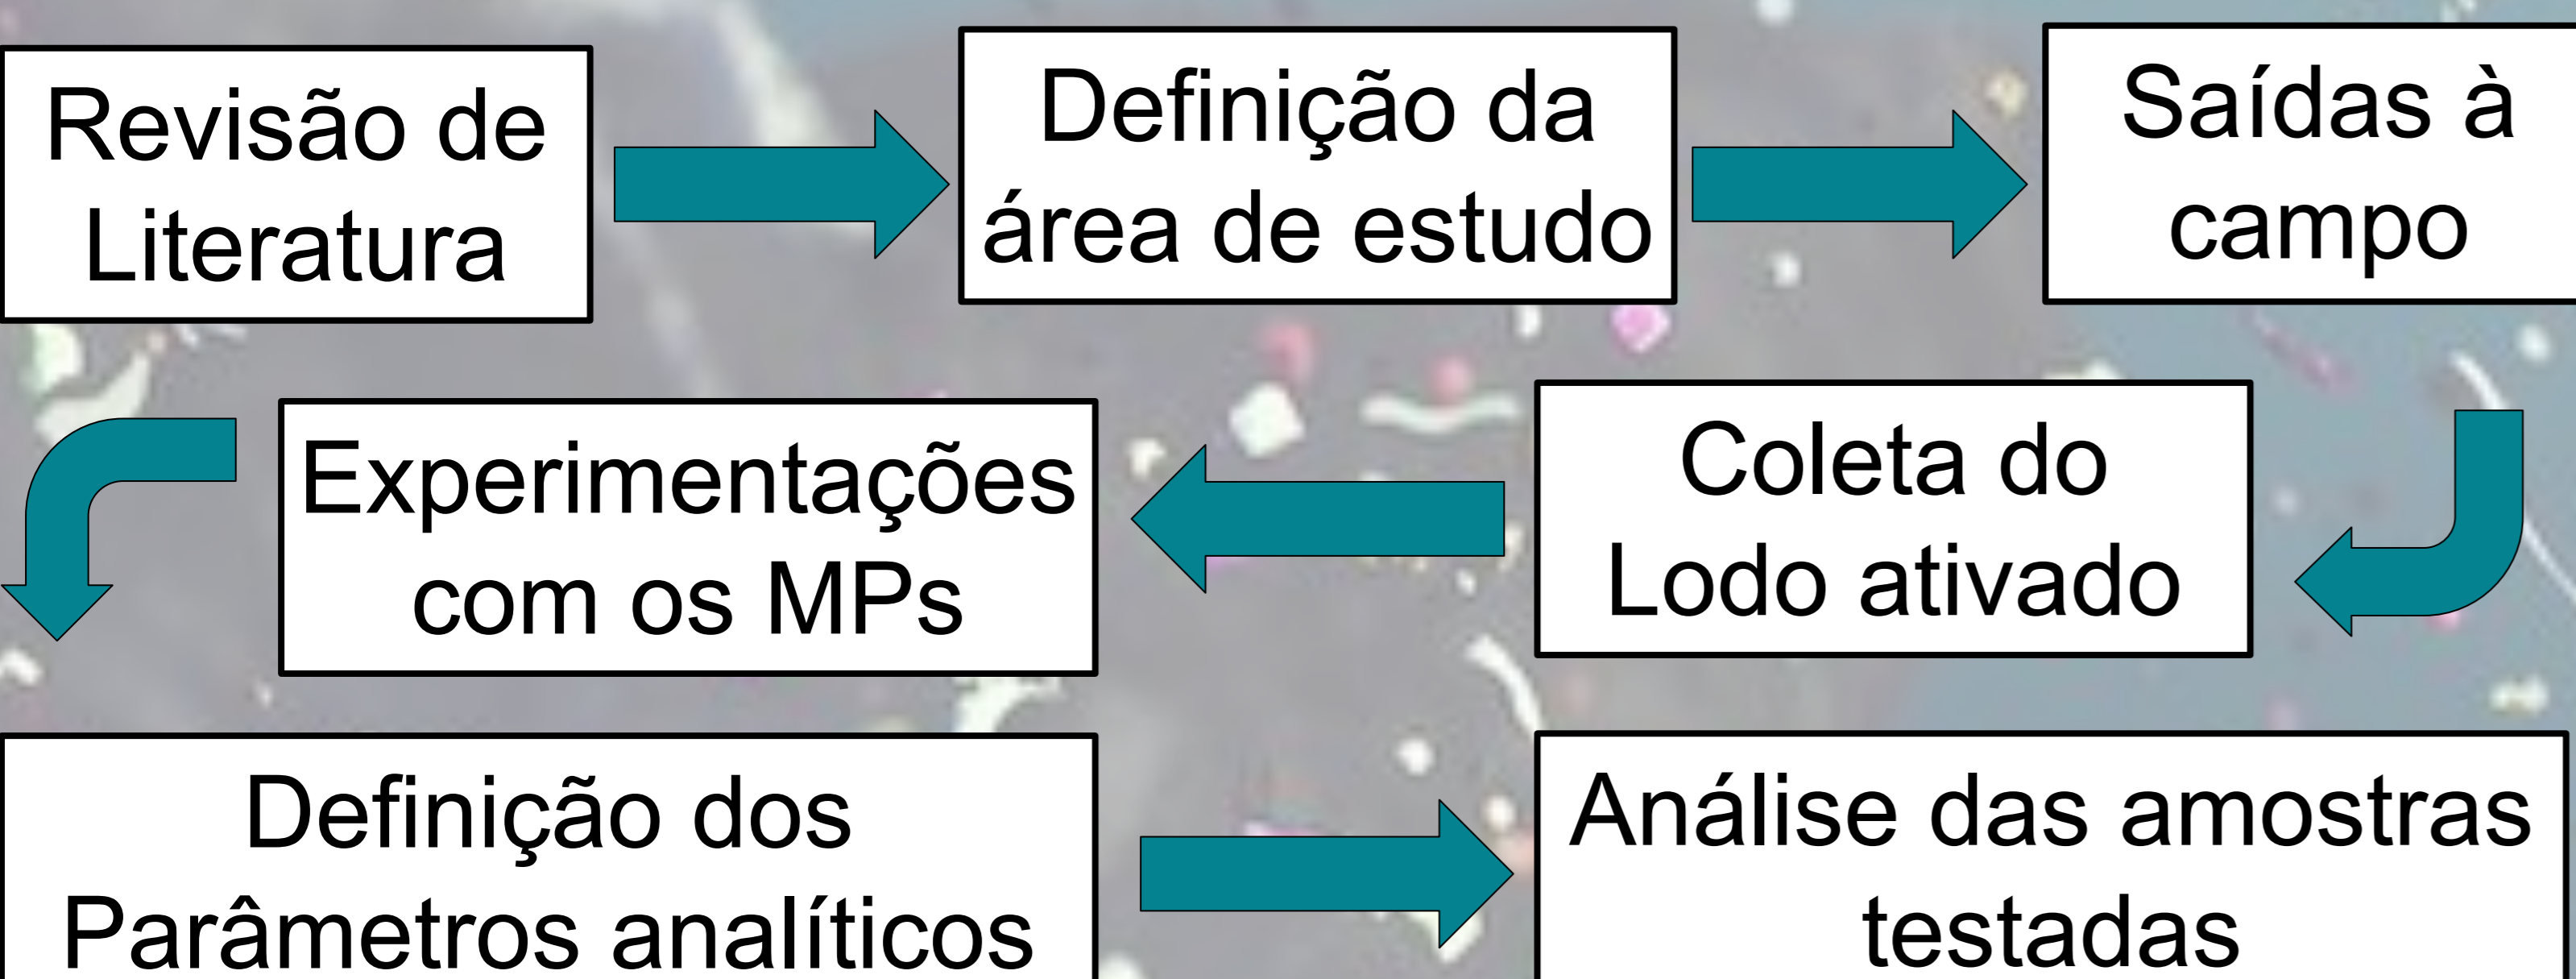 Revisão de
Literatura
Definição da
área de estudo
Saídas à
campo
Coleta do
Lodo ativado
Experimentações
com os MPs
Definição dos
Parâmetros analíticos
Análise das amostras
testadas